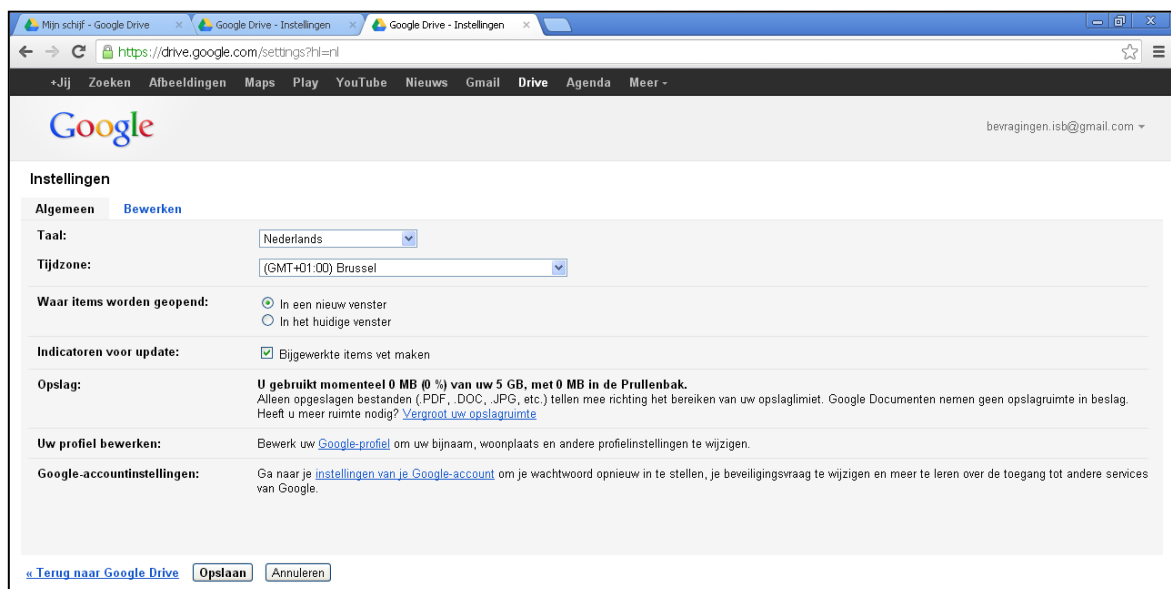 Mijn schijf - Google Drive × Google Drive - Instellingen × Google Drive - Instellingen ×
https://drive.google.com/settings?hl=nl
+Jij Zoeken Afbeeldingen Maps Play YouTube Nieuws Gmail Drive Agenda Meer
Google bevragingen.isb@gmail.com
Instellingen
Algemeen Bewerken
Taal: Nederlands
Tijdzone: (GMT+01:00) Brussel
Waar items worden geopend: In een nieuw venster
In het huidige venster
Indicatoren voor update: Bijgewerkte items vet maken
Opslag: U gebruikt momenteel 0 MB (0 %) van uw 5 GB, met 0 MB in de Prullenbak.
Alleen opgeslagen bestanden (.PDF, .DOC, .JPG, etc.) tellen mee richting het bereiken van uw opslaglimiet. Google Documenten nemen geen opslagruimte in beslag.
Heeft u meer ruimte nodig? Vergroot uw opslagruimte
Uw profiel bewerken: Bewerk uw Google-profiel om uw bijnaam, woonplaats en andere profielinstellingen te wijzigen.
Google-accountinstellingen: Ga naar je instellingen van je Google-account om je wachtwoord opnieuw in te stellen, je beveiligingsvraag te wijzigen en meer te leren over de toegang tot andere services
van Google.
« Terug naar Google Drive Opslaan Annuleren